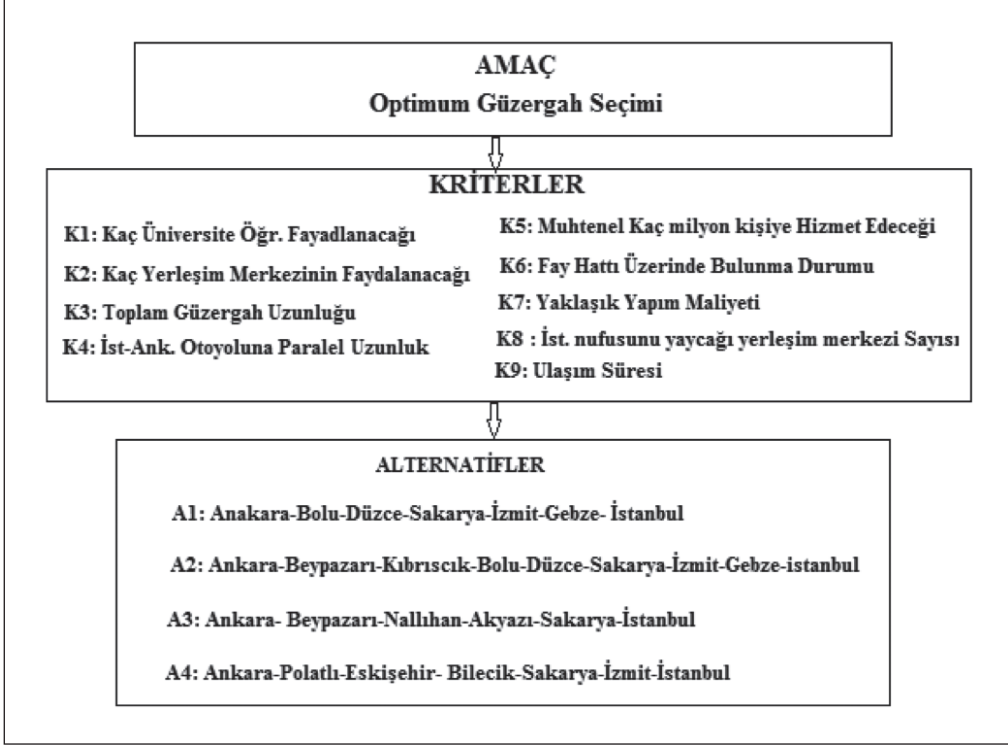 AMAÇ
Optimum Güzergah Seçimi
KRİTERLER
K1: Kaç Üniversite Öğr. Fayadlanacağı
K2: Kaç Yerleşim Merkezinin Faydalanacağı
K3: Toplam Güzergah Uzunluğu
K4: İst-Ank. Otoyoluna Paralel Uzunluk
K5: Muhtenel Kaç milyon kişiye Hizmet Edeceği
K6: Fay Hattı Üzerinde Bulunma Durumu
K7: Yaklaşık Yapım Maliyeti
K8 : İst. nufusunu yaycağı yerleşim merkezi Sayısı
K9: Ulaşım Süresi
ALTERNATİFLER
A1: Anakara-Bolu-Düzce-Sakarya-İzmit-Gebze- İstanbul
A2: Ankara-Beypazarı-Kıbrıscık-Bolu-Düzce-Sakarya-İzmit-Gebze-istanbul
A3: Ankara- Beypazarı-Nallıhan-Akyazı-Sakarya-İstanbul
A4: Ankara-Polatlı-Eskişehir- Bilecik-Sakarya-İzmit-İstanbul